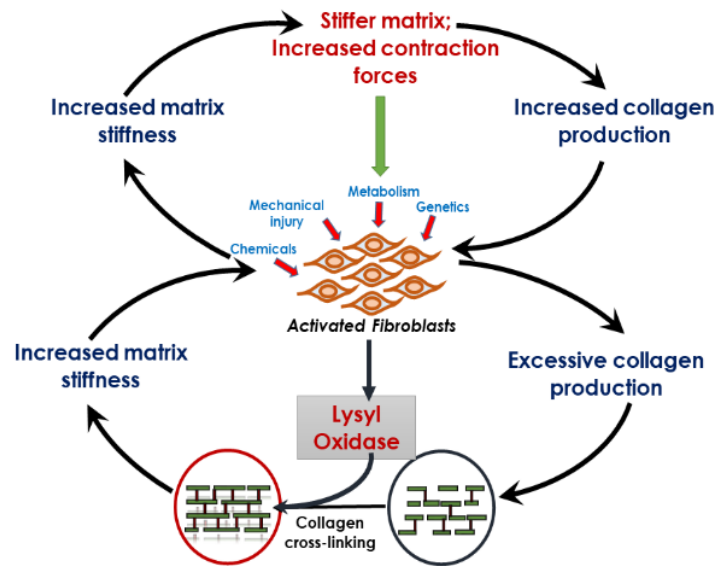 Stiffer matrix;
Increased contraction
forces
Increased matrix
stiffness
Increased collagen
production
Metabolism
Mechanical
injury
Genetics
Chemicals
Activated Fibroblasts
Increased matrix
stiffness
Excessive collagen
production
Lysyl
Oxidase
Collagen
cross-linking